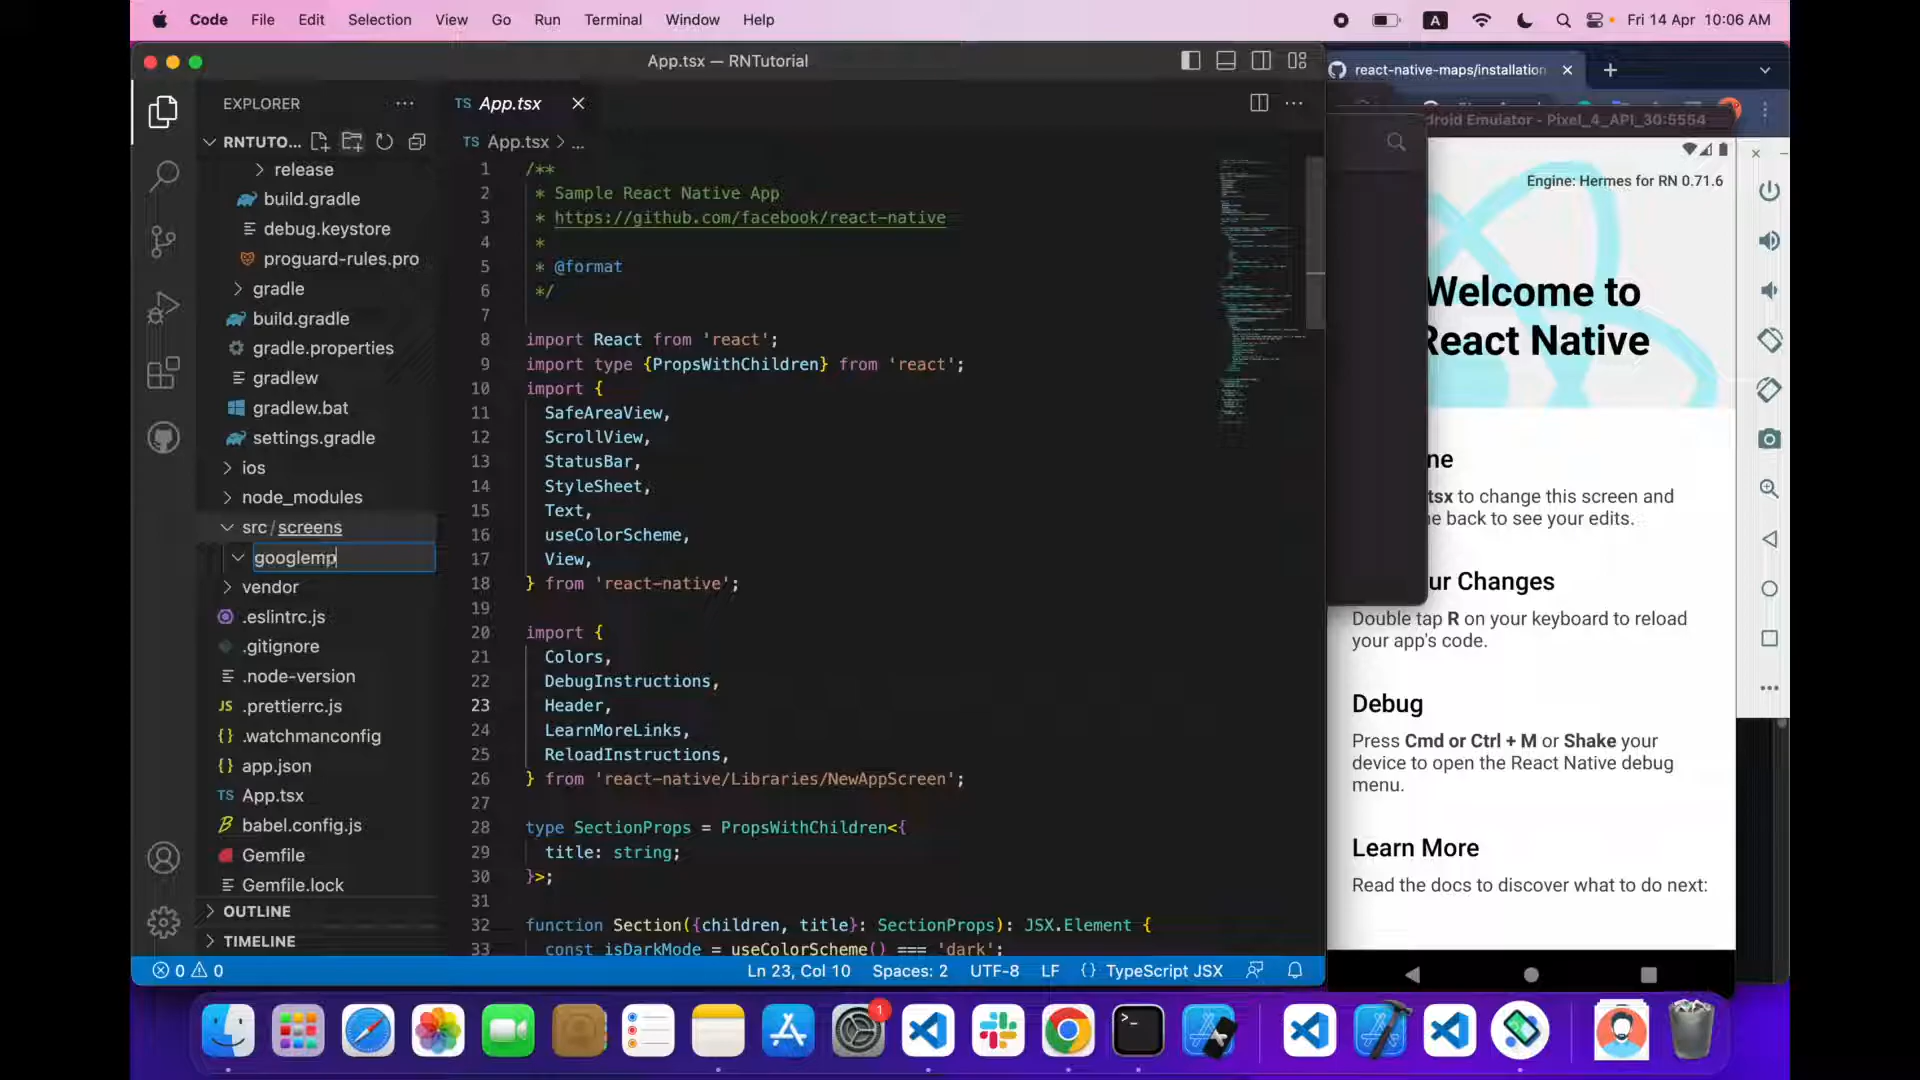 Code File Edit Selection View Go Run Terminal Window Help
A
Fri 14 Apr 10:06 AM
App.tsx — RNTutorial
react-native-maps/installation
EXPLORER
TS App.tsx
droid Emulator - Pixel_4_API_30:5554
RNTUTO...
TS App.tsx > ...
release
build.gradle
debug.keystore
proguard-rules.pro
gradle
build.gradle
gradle.properties
gradlew
gradlew.bat
settings.gradle
ios
node_modules
src / screens
googlemp
vendor
.eslintrc.js
.gitignore
.node-version
JS .prettierrc.js
{} .watchmanconfig
{} app.json
TS App.tsx
babel.config.js
Gemfile
Gemfile.lock
OUTLINE
TIMELINE
1 /**
2 * Sample React Native App
3 * https://github.com/facebook/react-native
4 *
5 * @format
6 */
7
8 import React from 'react';
9 import type {PropsWithChildren} from 'react';
10 import {
11 SafeAreaView,
12 ScrollView,
13 StatusBar,
14 StyleSheet,
15 Text,
16 useColorScheme,
17 View,
18 } from 'react-native';
19
20 import {
21 Colors,
22 DebugInstructions,
23 Header,
24 LearnMoreLinks,
25 ReloadInstructions,
26 } from 'react-native/Libraries/NewAppScreen';
27
28 type SectionProps = PropsWithChildren<{
29 title: string;
30 }>;
31
32 function Section({children, title}: SectionProps): JSX.Element {
33 const isDarkMode = useColorScheme() === 'dark';
Engine: Hermes for RN 0.71.6
Welcome to
React Native
ne
tsx to change this screen and
e back to see your edits.
ur Changes
Double tap R on your keyboard to reload
your app's code.
Debug
Press Cmd or Ctrl + M or Shake your
device to open the React Native debug
menu.
Learn More
Read the docs to discover what to do next:
0 0
Ln 23, Col 10 Spaces: 2 UTF-8 LF {} TypeScript JSX
1